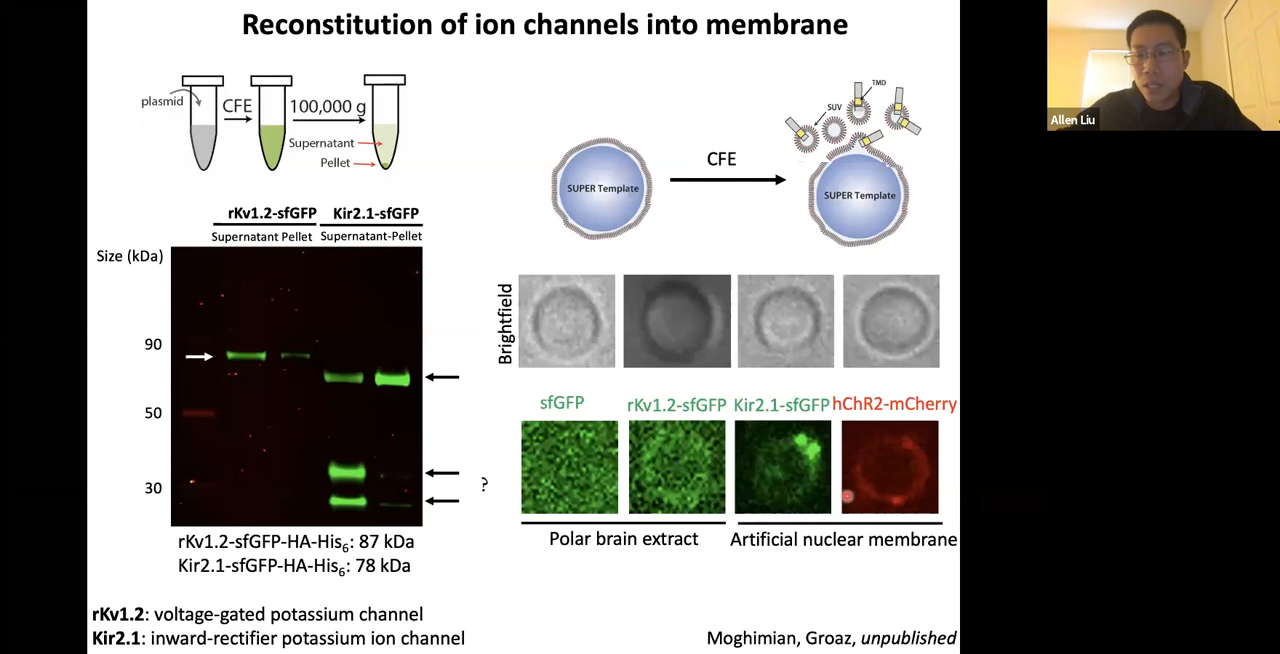 Reconstitution of ion channels into membrane
plasmid
CFE
100,000 g
Supernatant
Pellet
rKv1.2-sfGFP Kir2.1-sfGFP
Supernatant Pellet Supernatant-Pellet
Size (kDa)
90
50
30
?
rKv1.2-sfGFP-HA-His6: 87 kDa
Kir2.1-sfGFP-HA-His6: 78 kDa
rKv1.2: voltage-gated potassium channel
Kir2.1: inward-rectifier potassium ion channel
SUPER Template
CFE
SUV
TMD
SUPER Template
Brightfield
sfGFP rKv1.2-sfGFP Kir2.1-sfGFP hChR2-mCherry
Polar brain extract Artificial nuclear membrane
Moghimian, Groaz, unpublished
Allen Liu